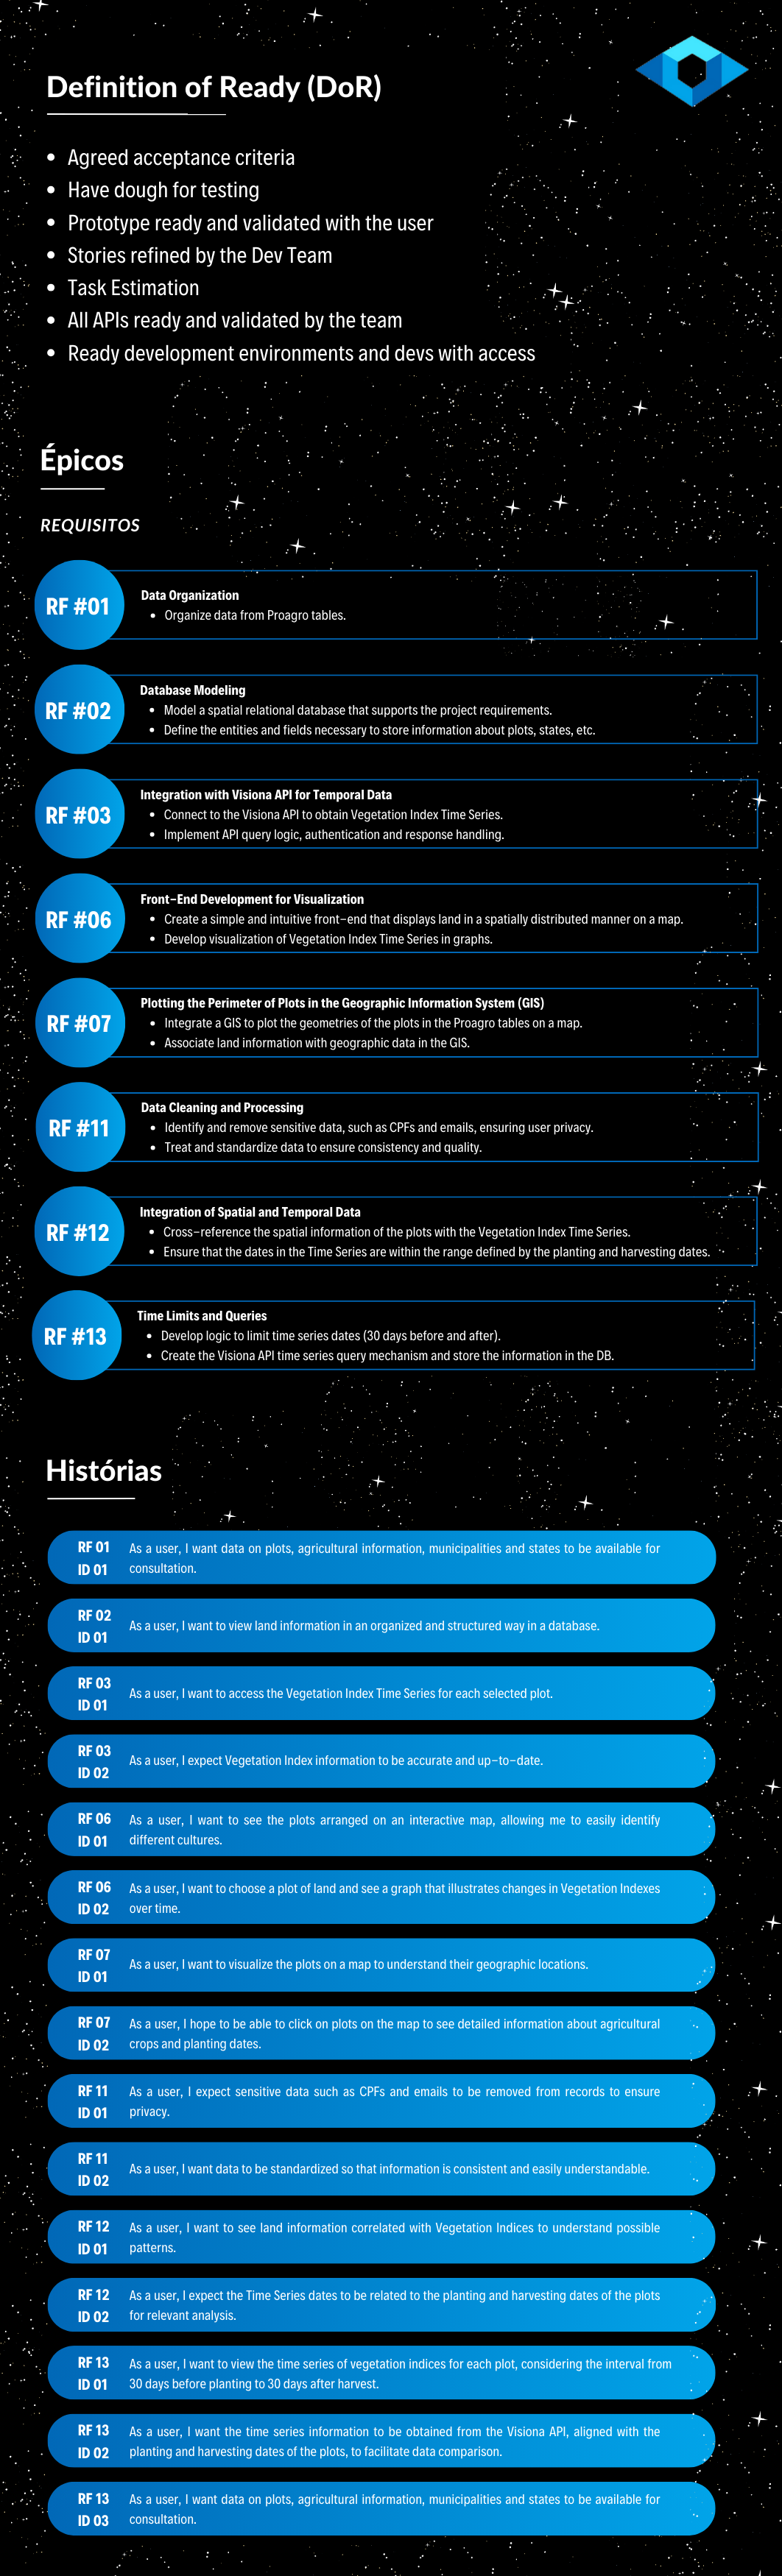 Definition of Ready (DoR)
• Agreed acceptance criteria
• Have dough for testing
• Prototype ready and validated with the user
• Stories refined by the Dev Team
• Task Estimation
• All APIs ready and validated by the team
• Ready development environments and devs with access
Épicos
REQUISITOS
RF #01
Data Organization
• Organize data from Proagro tables.
RF #02
Database Modeling
• Model a spatial relational database that supports the project requirements.
• Define the entities and fields necessary to store information about plots, states, etc.
RF #03
Integration with Visiona API for Temporal Data
• Connect to the Visiona API to obtain Vegetation Index Time Series.
• Implement API query logic, authentication and response handling.
RF #06
Front-End Development for Visualization
• Create a simple and intuitive front-end that displays land in a spatially distributed manner on a map.
• Develop visualization of Vegetation Index Time Series in graphs.
RF #07
Plotting the Perimeter of Plots in the Geographic Information System (GIS)
• Integrate a GIS to plot the geometries of the plots in the Proagro tables on a map.
• Associate land information with geographic data in the GIS.
RF #11
Data Cleaning and Processing
• Identify and remove sensitive data, such as CPFs and emails, ensuring user privacy.
• Treat and standardize data to ensure consistency and quality.
RF #12
Integration of Spatial and Temporal Data
• Cross-reference the spatial information of the plots with the Vegetation Index Time Series.
• Ensure that the dates in the Time Series are within the range defined by the planting and harvesting dates.
RF #13
Time Limits and Queries
• Develop logic to limit time series dates (30 days before and after).
• Create the Visiona API time series query mechanism and store the information in the DB.
Histórias
RF 01
ID 01
As a user, I want data on plots, agricultural information, municipalities and states to be available for
consultation.
RF 02
ID 01
As a user, I want to view land information in an organized and structured way in a database.
RF 03
ID 01
As a user, I want to access the Vegetation Index Time Series for each selected plot.
RF 03
ID 02
As a user, I expect Vegetation Index information to be accurate and up-to-date.
RF 06
ID 01
As a user, I want to see the plots arranged on an interactive map, allowing me to easily identify
different cultures.
RF 06
ID 02
As a user, I want to choose a plot of land and see a graph that illustrates changes in Vegetation Indexes
over time.
RF 07
ID 01
As a user, I want to visualize the plots on a map to understand their geographic locations.
RF 07
ID 02
As a user, I hope to be able to click on plots on the map to see detailed information about agricultural
crops and planting dates.
RF 11
ID 01
As a user, I expect sensitive data such as CPFs and emails to be removed from records to ensure
privacy.
RF 11
ID 02
As a user, I want data to be standardized so that information is consistent and easily understandable.
RF 12
ID 01
As a user, I want to see land information correlated with Vegetation Indices to understand possible
patterns.
RF 12
ID 02
As a user, I expect the Time Series dates to be related to the planting and harvesting dates of the plots
for relevant analysis.
RF 13
ID 01
As a user, I want to view the time series of vegetation indices for each plot, considering the interval from
30 days before planting to 30 days after harvest.
RF 13
ID 02
As a user, I want the time series information to be obtained from the Visiona API, aligned with the
planting and harvesting dates of the plots, to facilitate data comparison.
RF 13
ID 03
As a user, I want data on plots, agricultural information, municipalities and states to be available for
consultation.